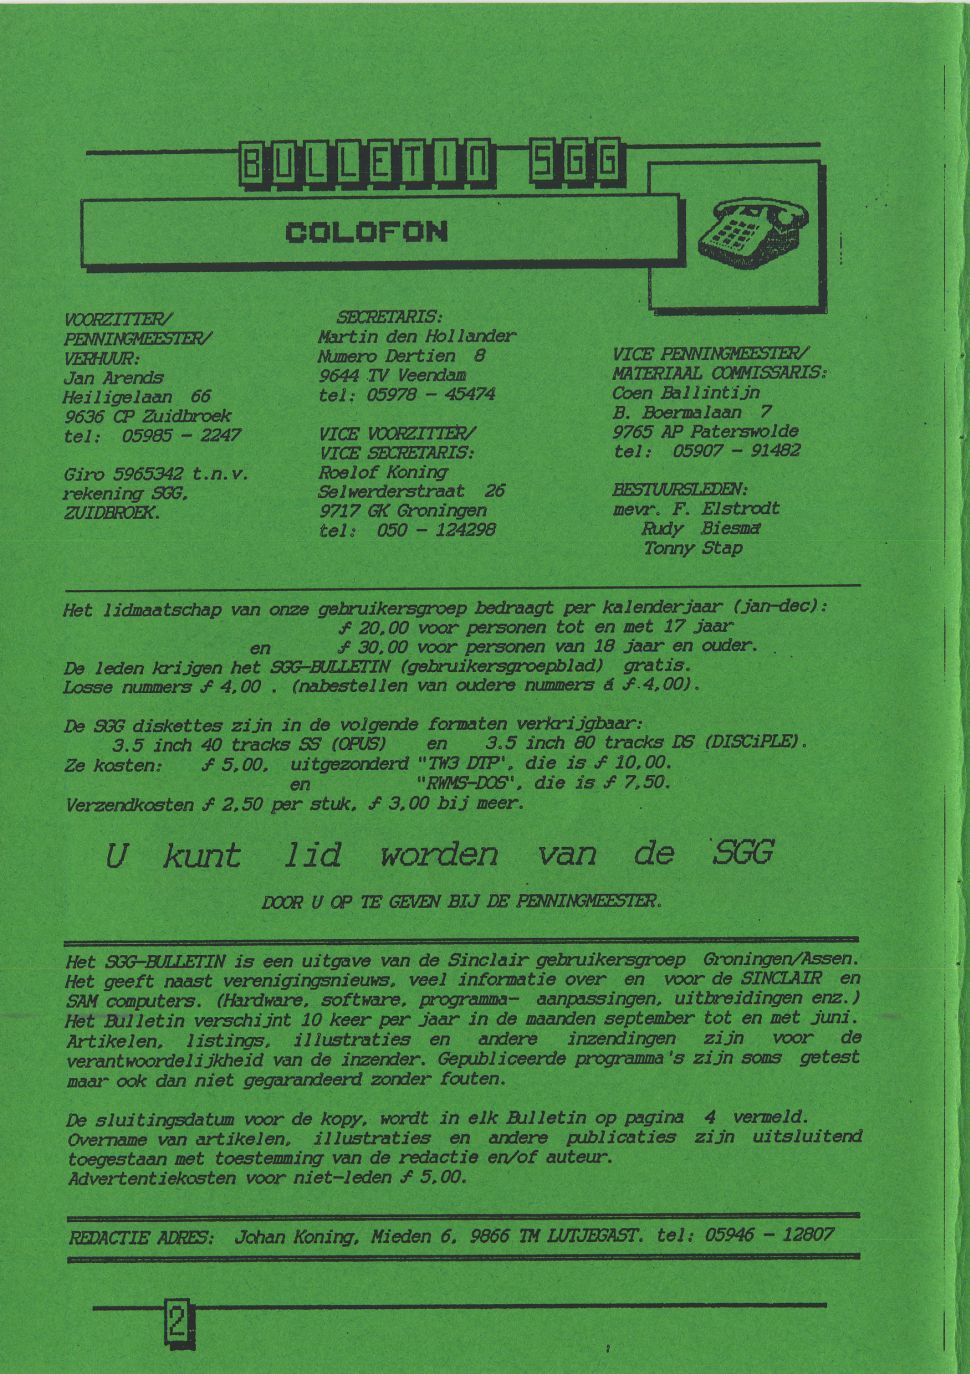 BULLETIN SGG
COLOFON
VOORZITTER/
PENNINGMEESTER/
VERHUUR:
Jan Arends
Heiligelaan 66
9636 CP Zuidbroek
tel: 05985 - 2247
Giro 5965342 t.n.v.
rekening SGG,
ZUIDBROEK.
SECRETARIS:
Martin den Hollander
Numero Dertien 8
9644 TV Veendam
tel: 05978 - 45474
VICE VOORZITTER/
VICE SECRETARIS:
Roelof Koning
Selwerderstraat 26
9717 GK Groningen
tel: 050 - 124298
VICE PENNINGMEESTER/
MATERIAAL COMMISSARIS:
Coen Ballintijn
B. Boermalaan 7
9765 AP Paterswolde
tel: 05907 - 91482
BESTUURSLEDEN:
mevr. F. Elstrodt
Rudy Biesma
Tonny Stap
Het lidmaatschap van onze gebruikersgroep bedraagt per kalenderjaar (jan-dec):
ƒ 20,00 voor personen tot en met 17 jaar
en ƒ 30,00 voor personen van 18 jaar en ouder.
De leden krijgen het SGG-BULLETIN (gebruikersgroepblad) gratis.
Losse nummers ƒ 4,00 . (nabestellen van oudere nummers á ƒ 4,00).
De SGG diskettes zijn in de volgende formaten verkrijgbaar:
3.5 inch 40 tracks SS (OPUS) en 3.5 inch 80 tracks DS (DISCiPLE).
Ze kosten: ƒ 5,00, uitgezonderd "TW3 DTP", die is ƒ 10,00.
en "RWMS-DOS", die is ƒ 7,50.
Verzendkosten ƒ 2,50 per stuk, ƒ 3,00 bij meer.
U kunt lid worden van de SGG
DOOR U OP TE GEVEN BIJ DE PENNINGMEESTER.
Het SGG-BULLETIN is een uitgave van de Sinclair gebruikersgroep Groningen/Assen.
Het geeft naast verenigingsnieuws, veel informatie over en voor de SINCLAIR en
SAM computers. (Hardware, software, programma- aanpassingen, uitbreidingen enz.)
Het Bulletin verschijnt 10 keer per jaar in de maanden september tot en met juni.
Artikelen, listings, illustraties en andere inzendingen zijn voor de
verantwoordelijkheid van de inzender. Gepubliceerde programma's zijn soms getest
maar ook dan niet gegarandeerd zonder fouten.
De sluitingsdatum voor de kopy, wordt in elk Bulletin op pagina 4 vermeld.
Overname van artikelen, illustraties en andere publicaties zijn uitsluitend
toegestaan met toestemming van de redactie en/of auteur.
Advertentiekosten voor niet-leden ƒ 5,00.
REDACTIE ADRES: Johan Koning, Mieden 6, 9866 TM LUTJEGAST. tel: 05946 - 12807
2